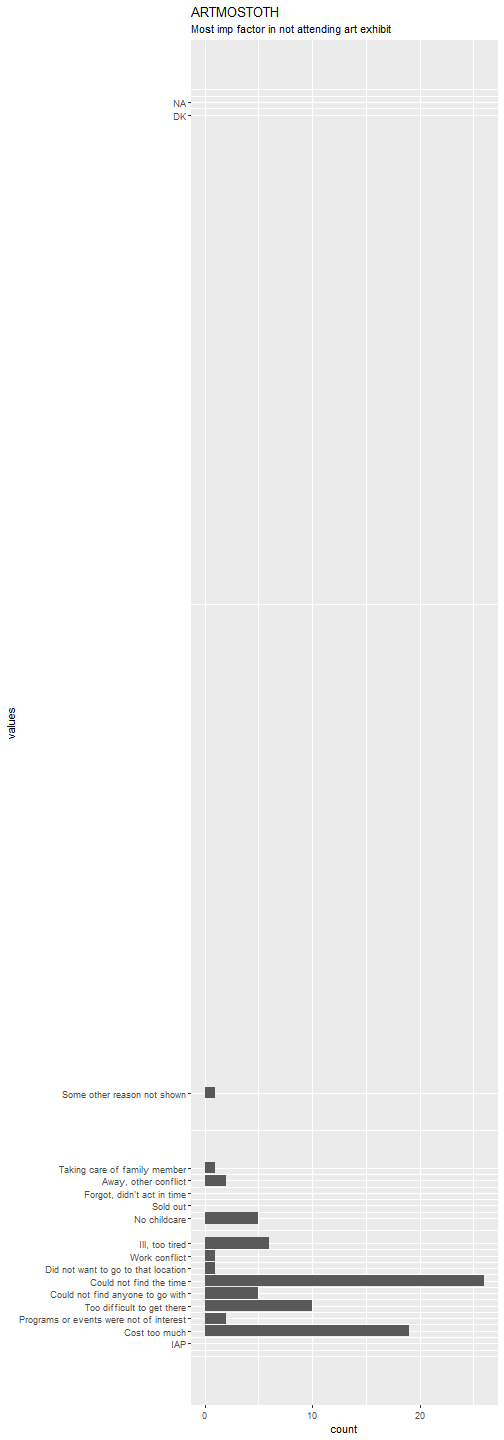 ARTMOSTOTH
Most imp factor in not attending art exhibit
NA
DK
values
Some other reason not shown
Taking care of family member
Away, other conflict
Forgot, didn't act in time
Sold out
No childcare
Ill, too tired
Work conflict
Did not want to go to that location
Could not find the time
Could not find anyone to go with
Too difficult to get there
Programs or events were not of interest
Cost too much
IAP
0 10 20
count